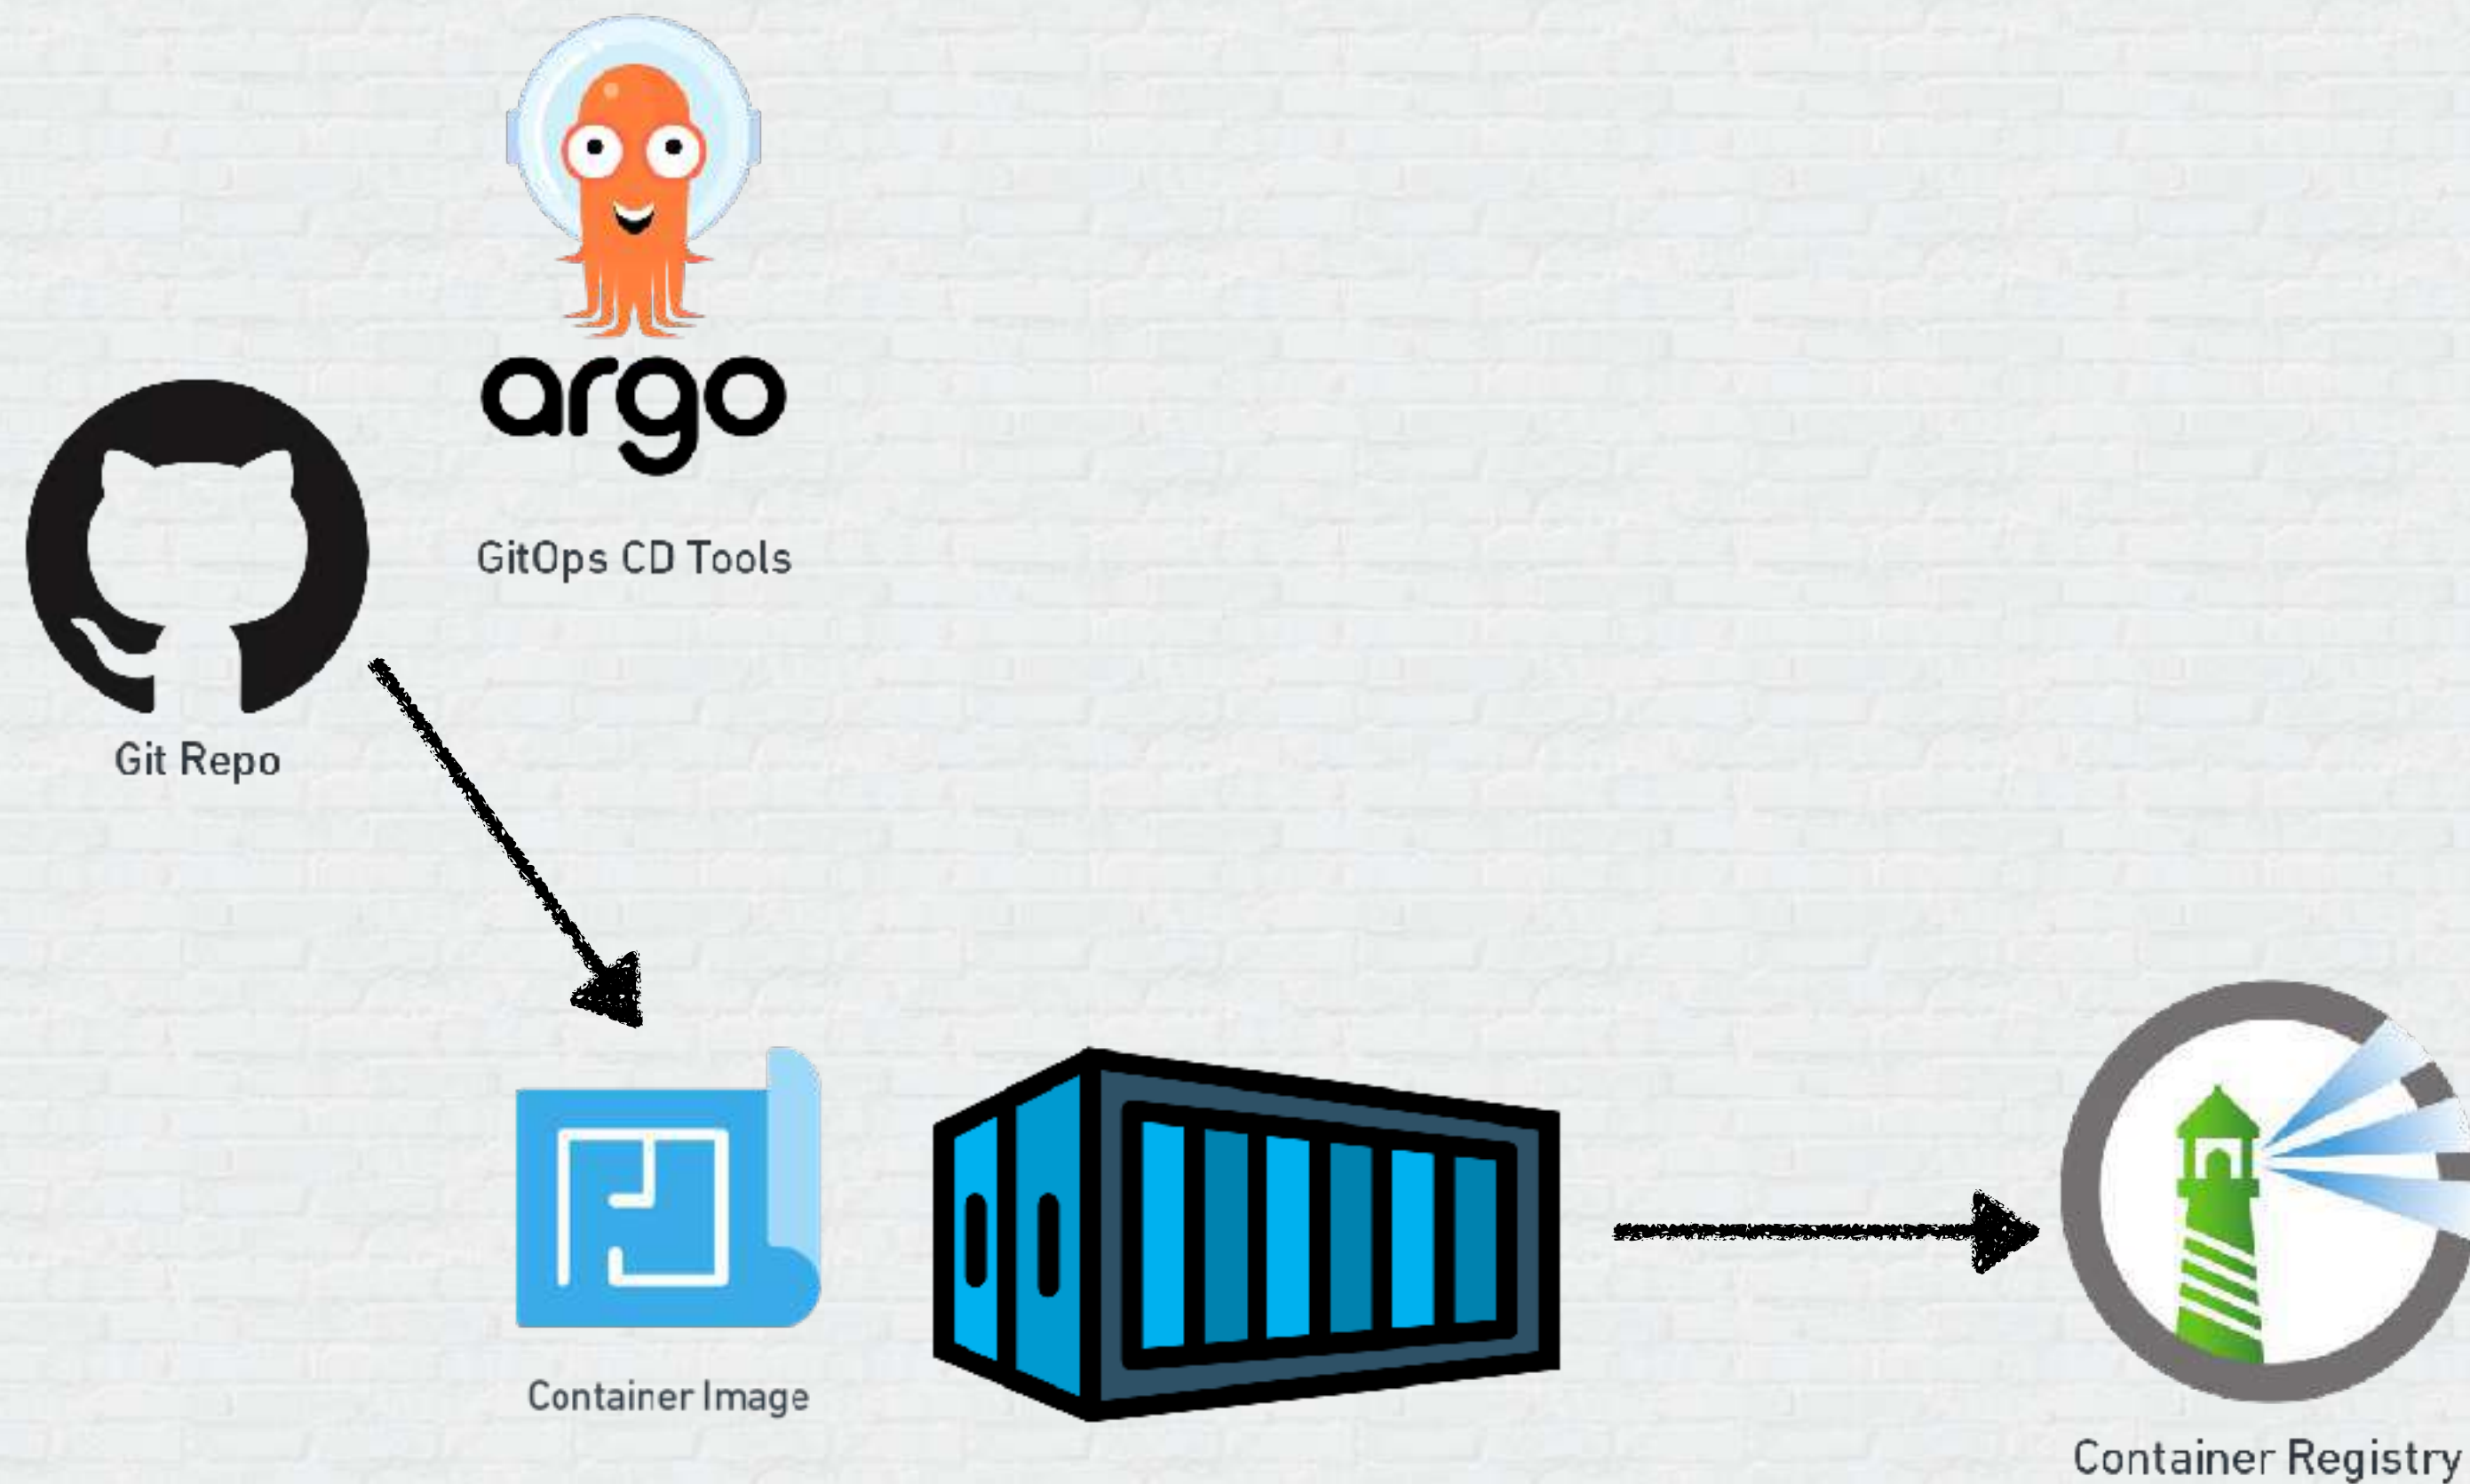 argo
GitOps CD Tools
Git Repo
Container Image
Container Registry